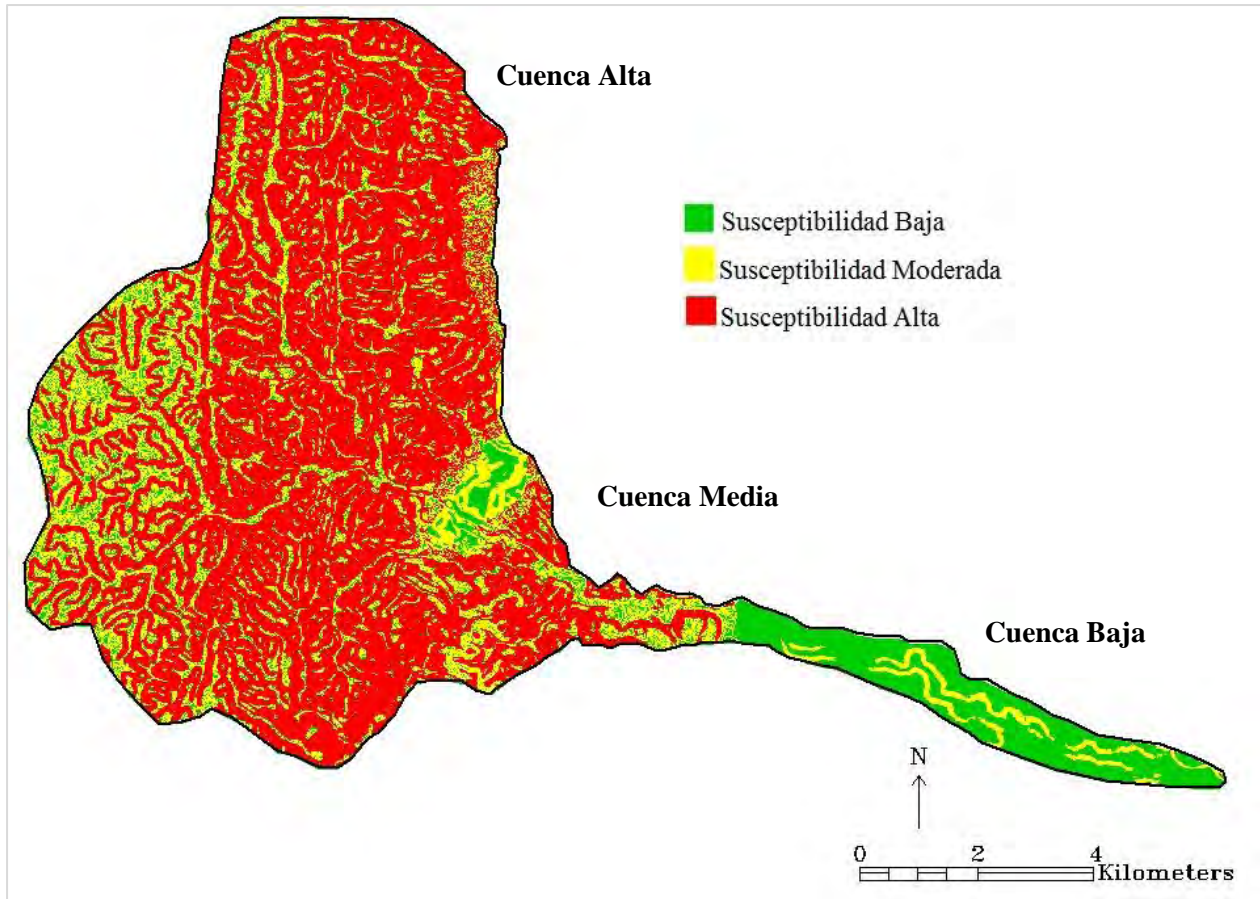 Cuenca Alta
Susceptibilidad Baja
Susceptibilidad Moderada
Susceptibilidad Alta
Cuenca Media
Cuenca Baja
N
0 2 4
Kilometers